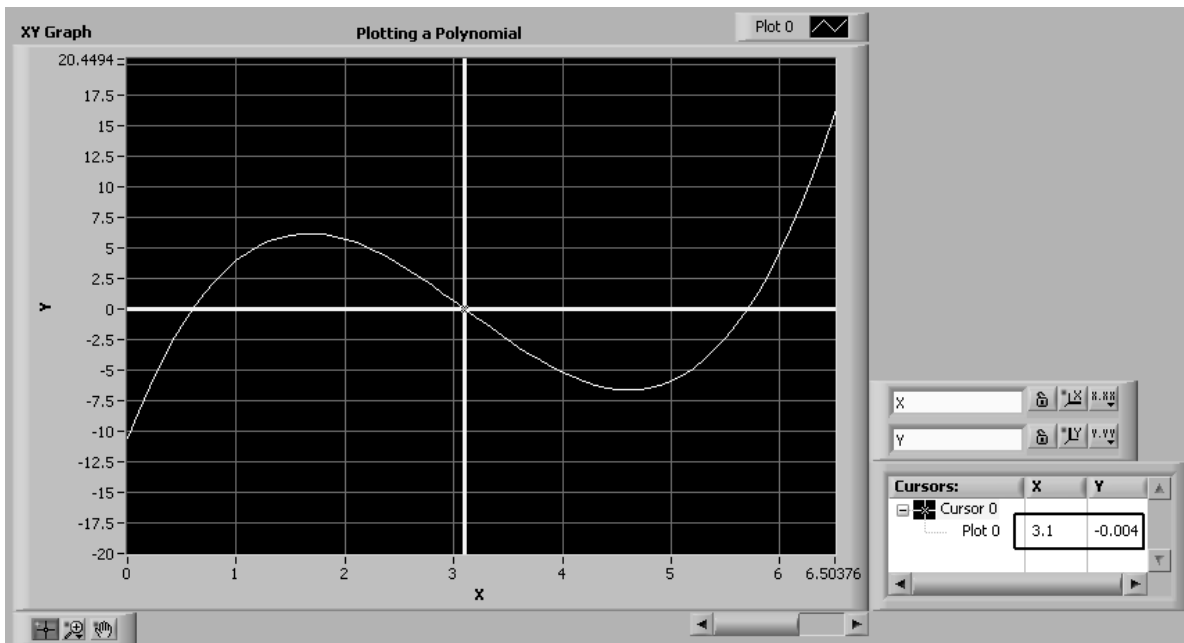 XY Graph
Plotting a Polynomial
Plot 0
20.4494
17.5
15
12.5
10
7.5
5
2.5
0
-2.5
-5
-7.5
-10
-12.5
-15
-17.5
-20
Y
0 1 2 3 4 5 6 6.50376
X
X X.XX
Y Y.YY
Cursors: X Y
Cursor 0
Plot 0 3.1 -0.004